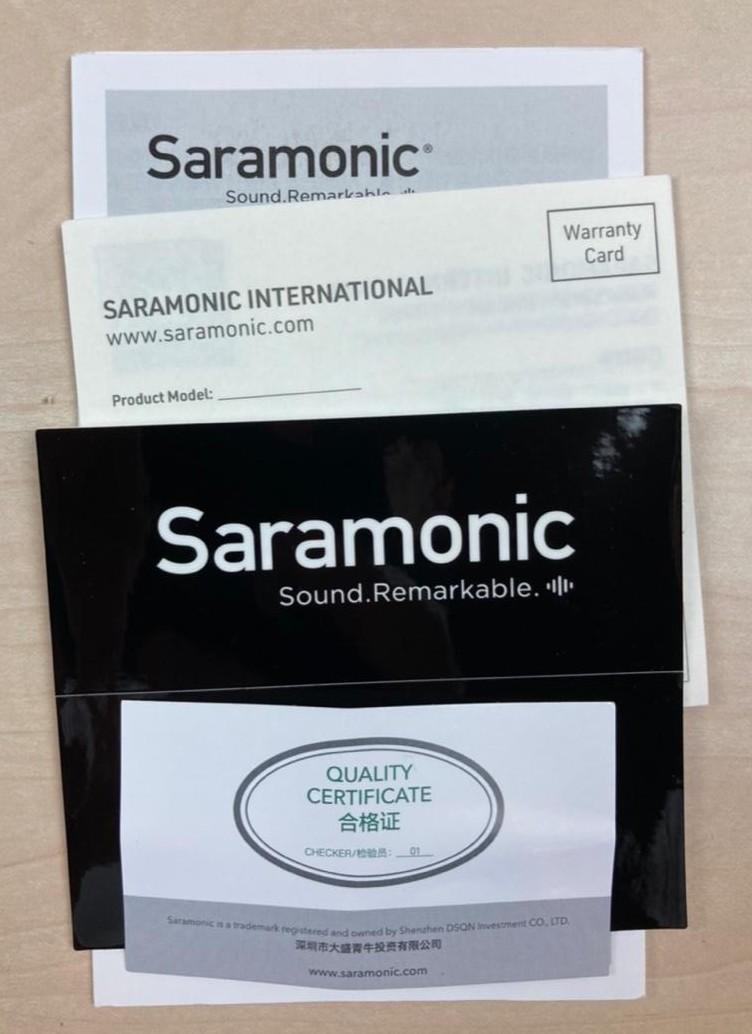 Saramonic®
Sound.Remarkable.
Warranty
Card
SARAMONIC INTERNATIONAL
www.saramonic.com
Product Model:
Saramonic
Sound.Remarkable.
QUALITY
CERTIFICATE
合格证
CHECKER/检验员: 01
Saramonic is a trademark registered and owned by Shenzhen DSQN Investment CO., LTD.
深圳市大盛青牛投资有限公司
www.saramonic.com